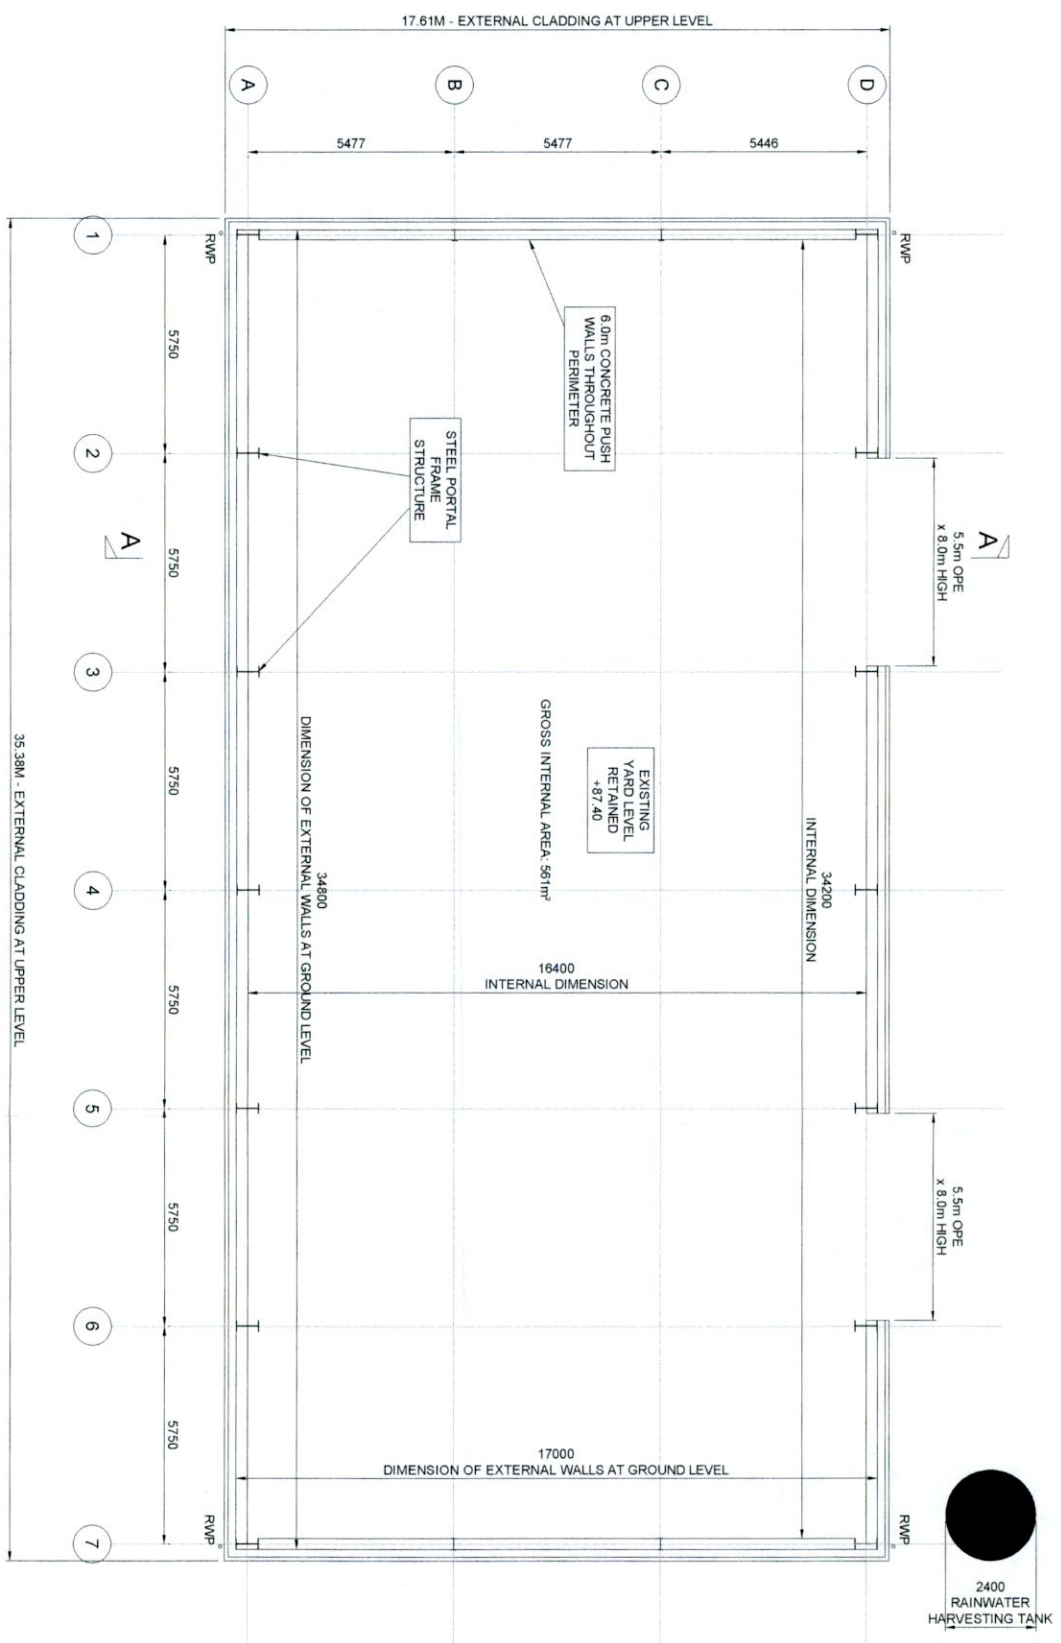 17.61M - EXTERNAL CLADDING AT UPPER LEVEL
A
B
C
D
5477
5477
5446
1
RWP
RWP
5750
6.0m CONCRETE PUSH
WALLS THROUGHOUT
PERIMETER
2
STEEL PORTAL
FRAME
STRUCTURE
A
A
5.5m OPE
x 8.0m HIGH
5750
3
GROSS INTERNAL AREA: 561m²
EXISTING
YARD LEVEL
RETAINED
+87.40
5750
34800
DIMENSION OF EXTERNAL WALLS AT GROUND LEVEL
34200
INTERNAL DIMENSION
4
16400
INTERNAL DIMENSION
35.38M - EXTERNAL CLADDING AT UPPER LEVEL
5750
5
5.5m OPE
x 8.0m HIGH
5750
6
5750
17000
DIMENSION OF EXTERNAL WALLS AT GROUND LEVEL
RWP
RWP
7
2400
RAINWATER
HARVESTING TANK